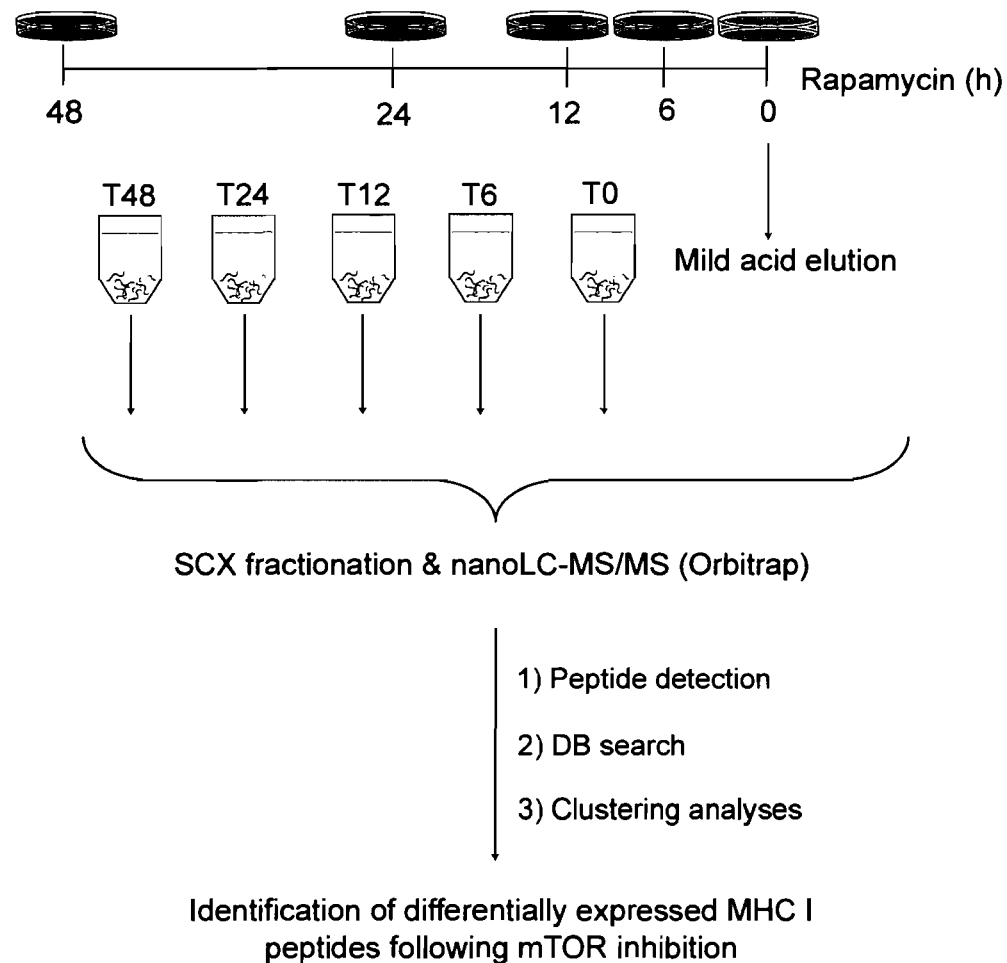 48 24 12 6 0 Rapamycin (h)
T48 T24 T12 T6 T0
Mild acid elution
SCX fractionation & nanoLC-MS/MS (Orbitrap)
1) Peptide detection
2) DB search
3) Clustering analyses
Identification of differentially expressed MHC I
peptides following mTOR inhibition